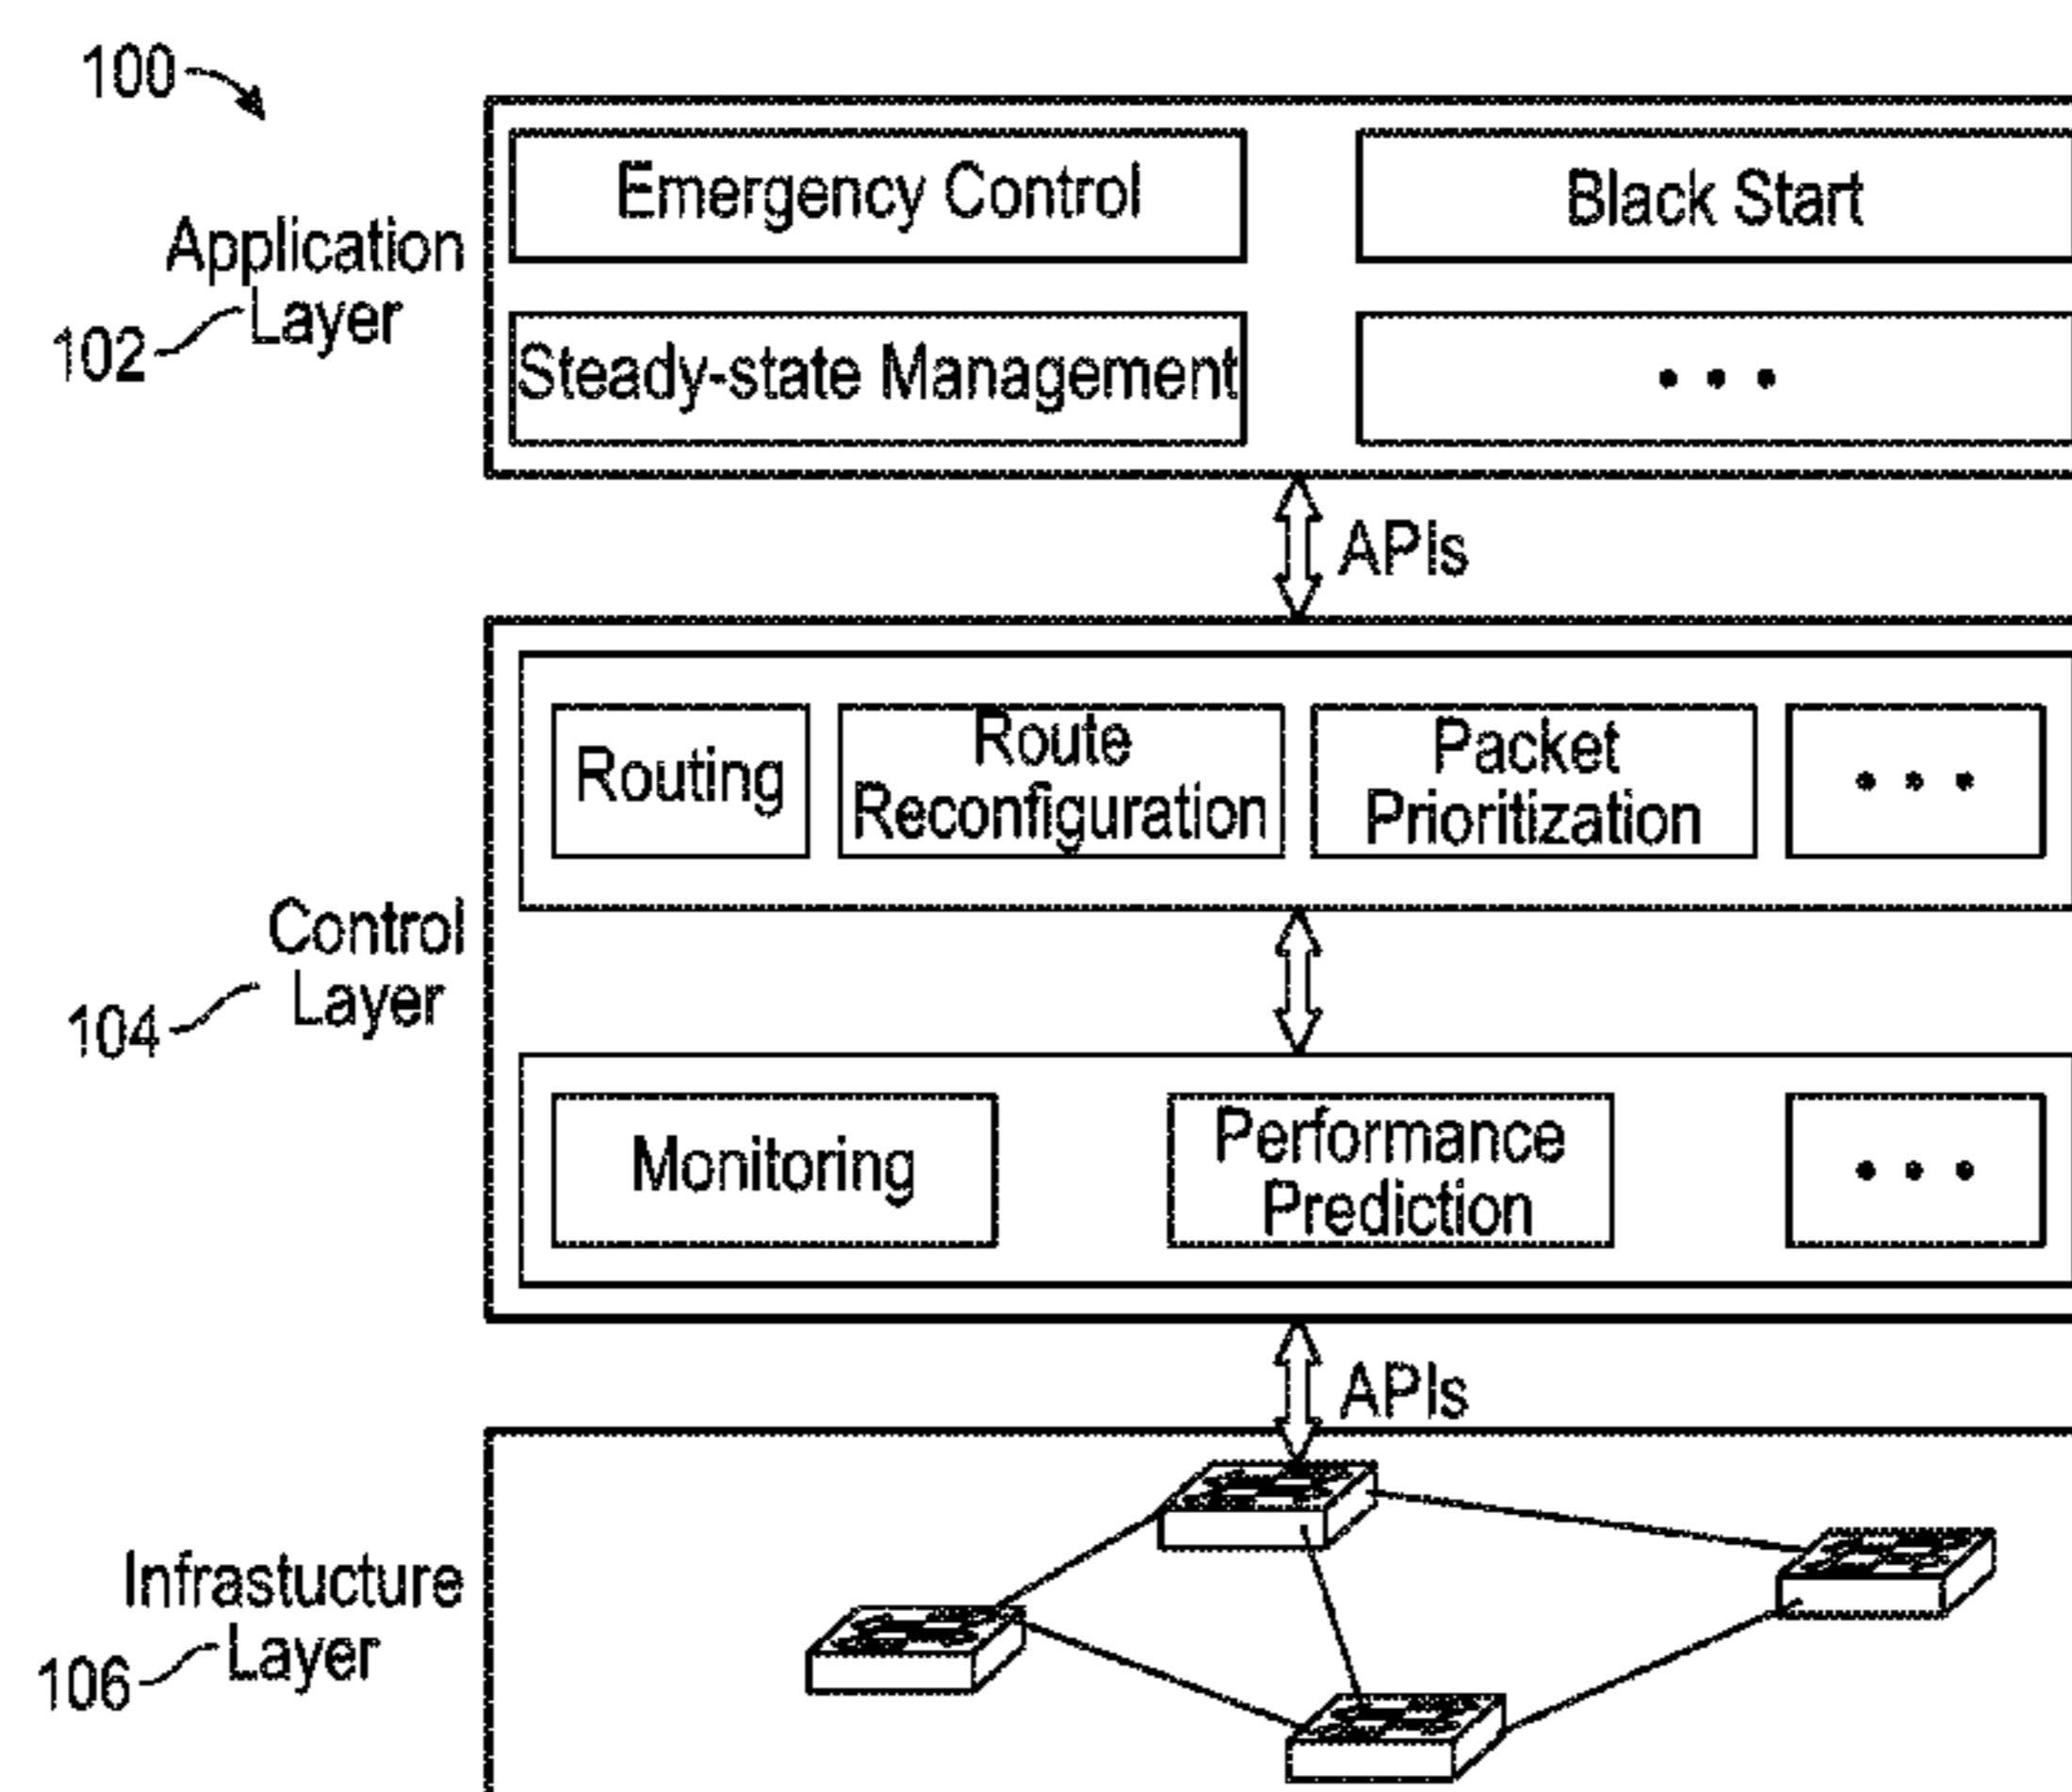 100
Emergency Control
Black Start
Application
Layer
102
Steady-state Management
• • •
APIs
Routing
Route
Reconfiguration
Packet
Prioritization
• • •
Control
Layer
104
Monitoring
Performance
Prediction
• • •
APIs
Infrastucture
Layer
106